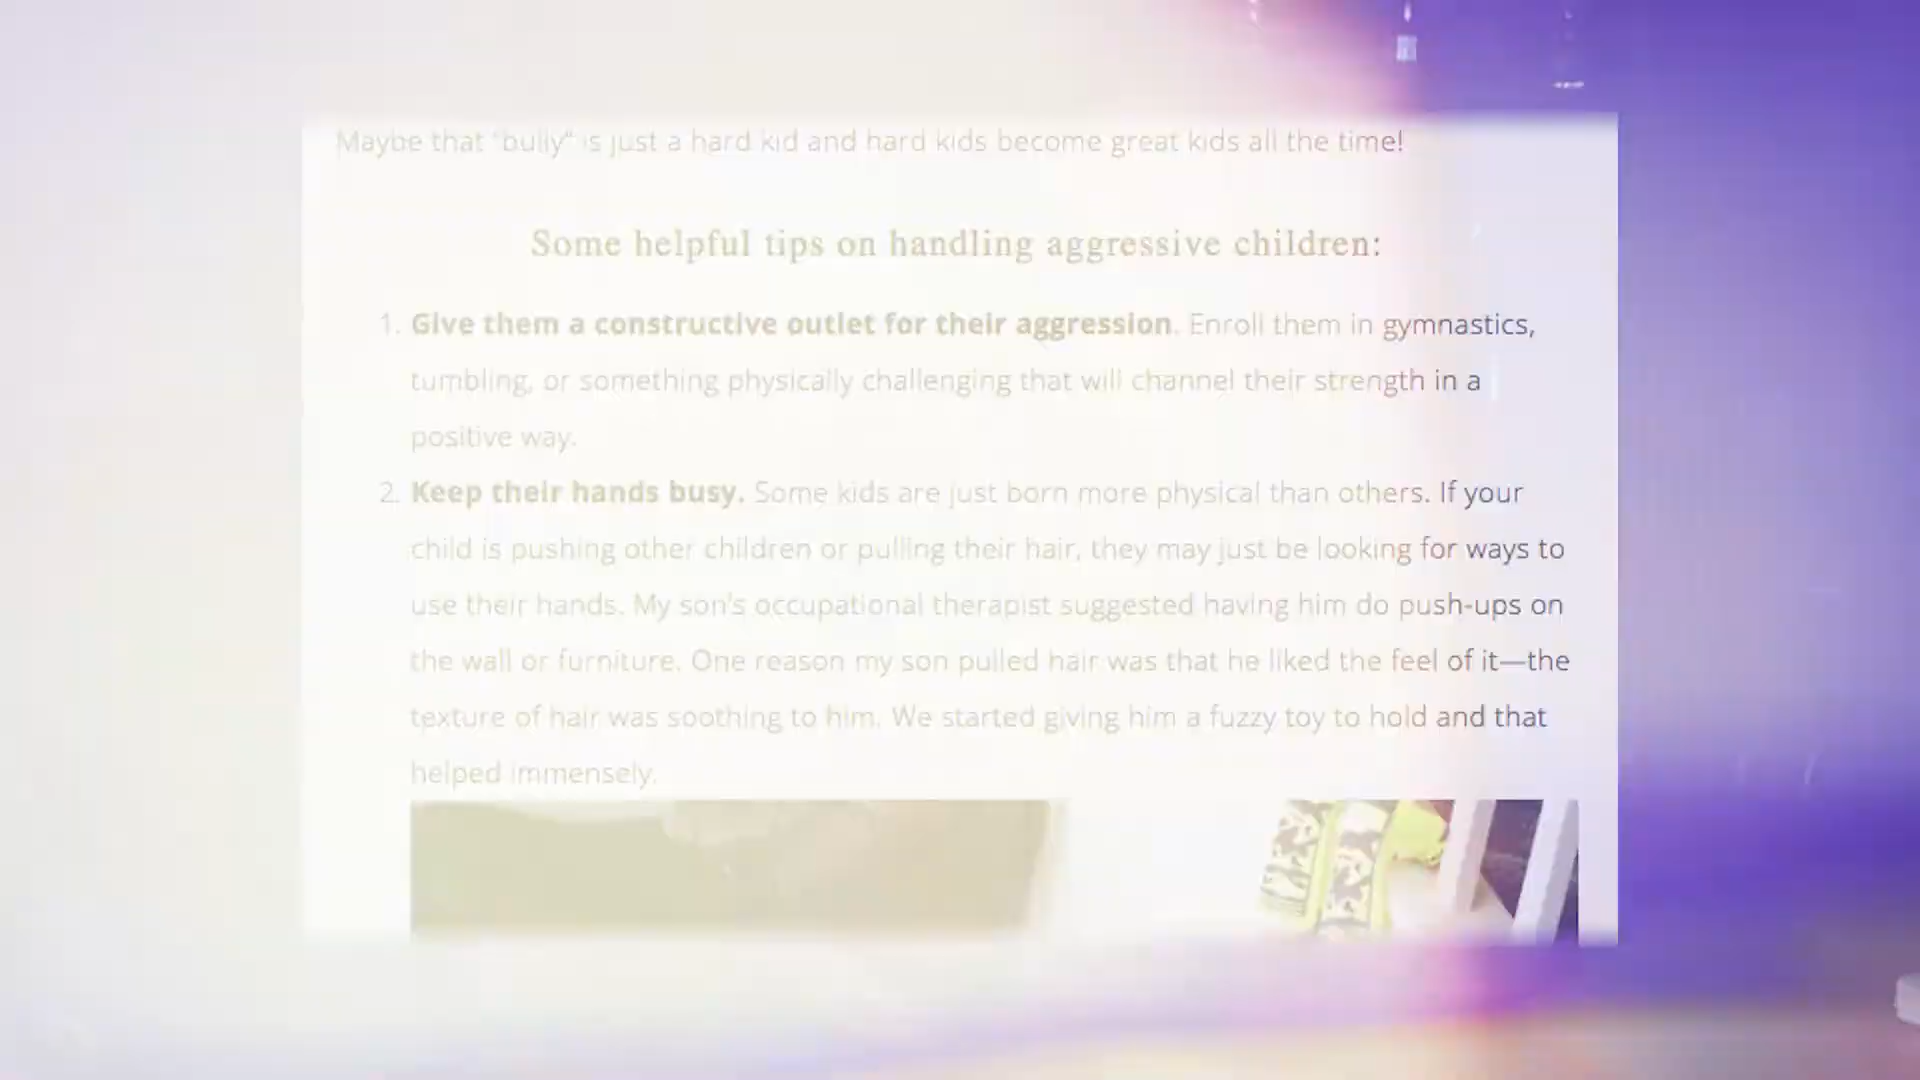 Maybe that "bully" is just a hard kid and hard kids become great kids all the time!
Some helpful tips on handling aggressive children:
1. Give them a constructive outlet for their aggression. Enroll them in gymnastics,
tumbling, or something physically challenging that will channel their strength in a
positive way.
2. Keep their hands busy. Some kids are just born more physical than others. If your
child is pushing other children or pulling their hair, they may just be looking for ways to
use their hands. My son's occupational therapist suggested having him do push-ups on
the wall or furniture. One reason my son pulled hair was that he liked the feel of it—the
texture of hair was soothing to him. We started giving him a fuzzy toy to hold and that
helped immensely.